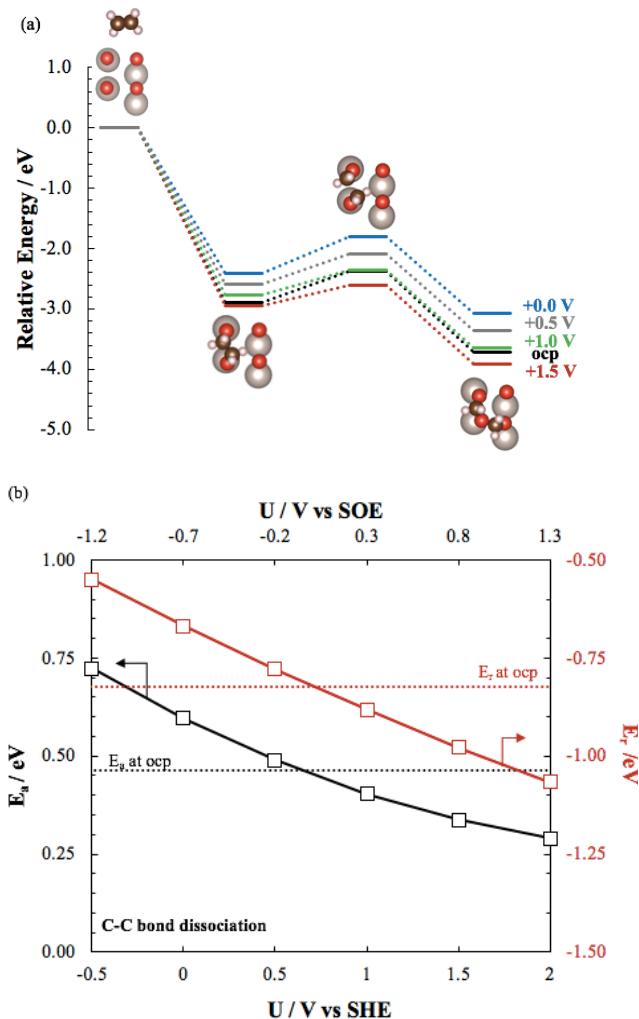 (a)
Relative Energy / eV
1.0
0.0
-1.0
-2.0
-3.0
-4.0
-5.0
+0.0 V
+0.5 V
+1.0 V
ocp
+1.5 V
(b)
U / V vs SOE
-1.2 -0.7 -0.2 0.3 0.8 1.3
1.00 -0.50
0.75 -0.75
E_r at ocp
0.50 -1.00
E_a at ocp
E_a / eV
E_r /eV
0.25 -1.25
C-C bond dissociation
0.00 -1.50
-0.5 0 0.5 1 1.5 2
U / V vs SHE